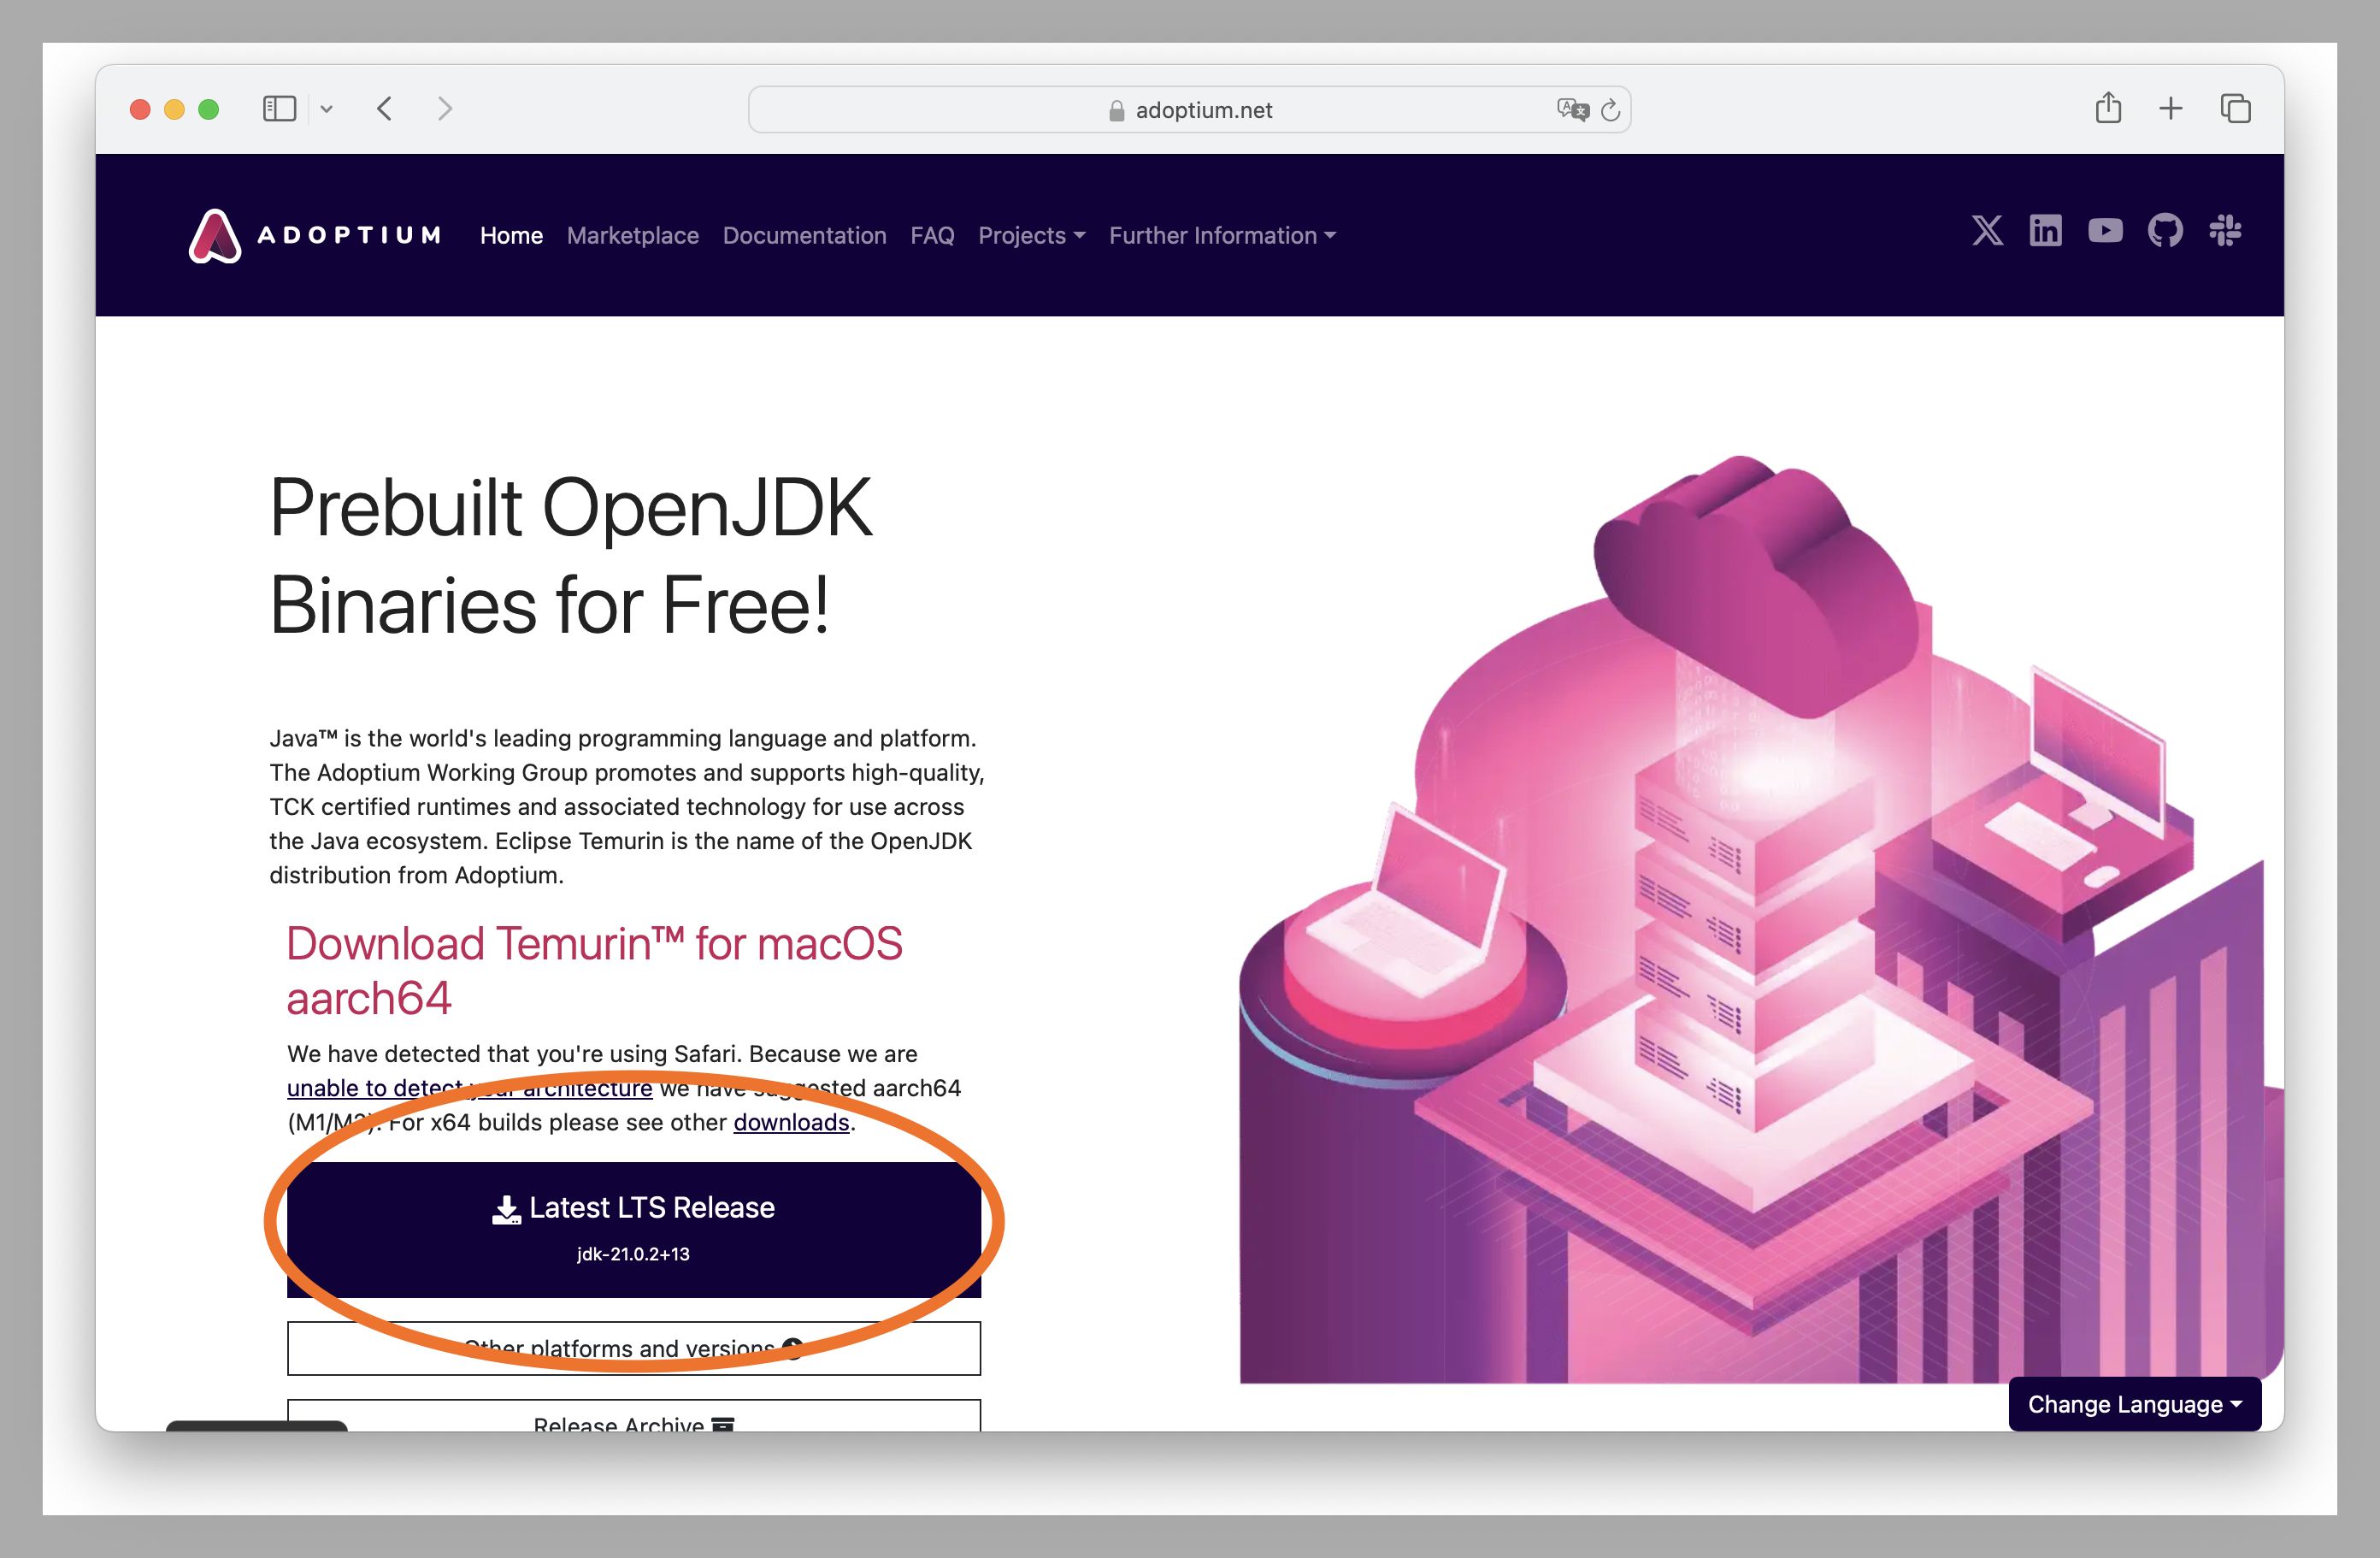 adoptium.net
ADOPTIUM Home Marketplace Documentation FAQ Projects Further Information
Prebuilt OpenJDK
Binaries for Free!
Java™ is the world's leading programming language and platform.
The Adoptium Working Group promotes and supports high-quality,
TCK certified runtimes and associated technology for use across
the Java ecosystem. Eclipse Temurin is the name of the OpenJDK
distribution from Adoptium.
Download Temurin™ for macOS
aarch64
We have detected that you're using Safari. Because we are
unable to detect your architecture we have suggested aarch64
(M1/M2). For x64 builds please see other downloads.
Latest LTS Release
jdk-21.0.2+13
Other platforms and versions
Release Archive
Change Language